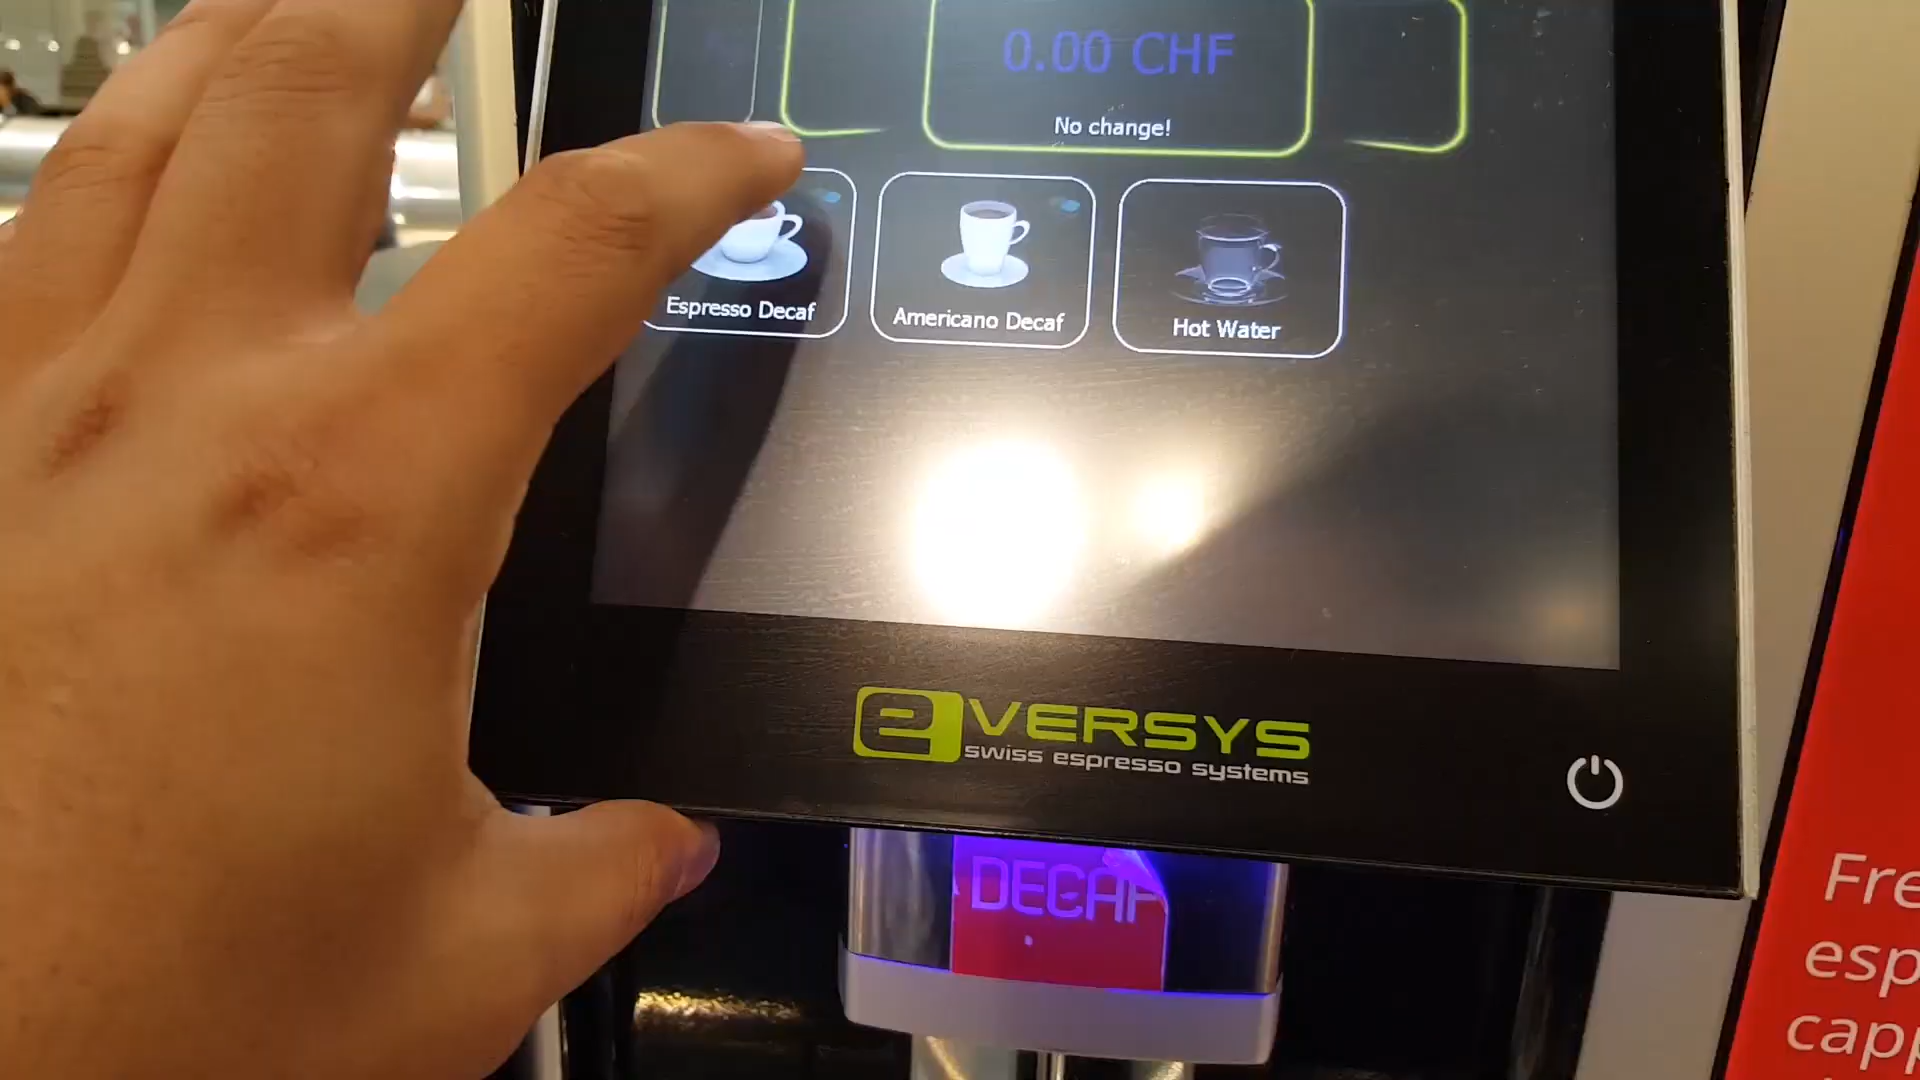 0.00 CHF
No change!
Espresso Decaf
Americano Decaf
Hot Water
eVERSYS
swiss espresso systems
DECAF
Fre
esp
capp